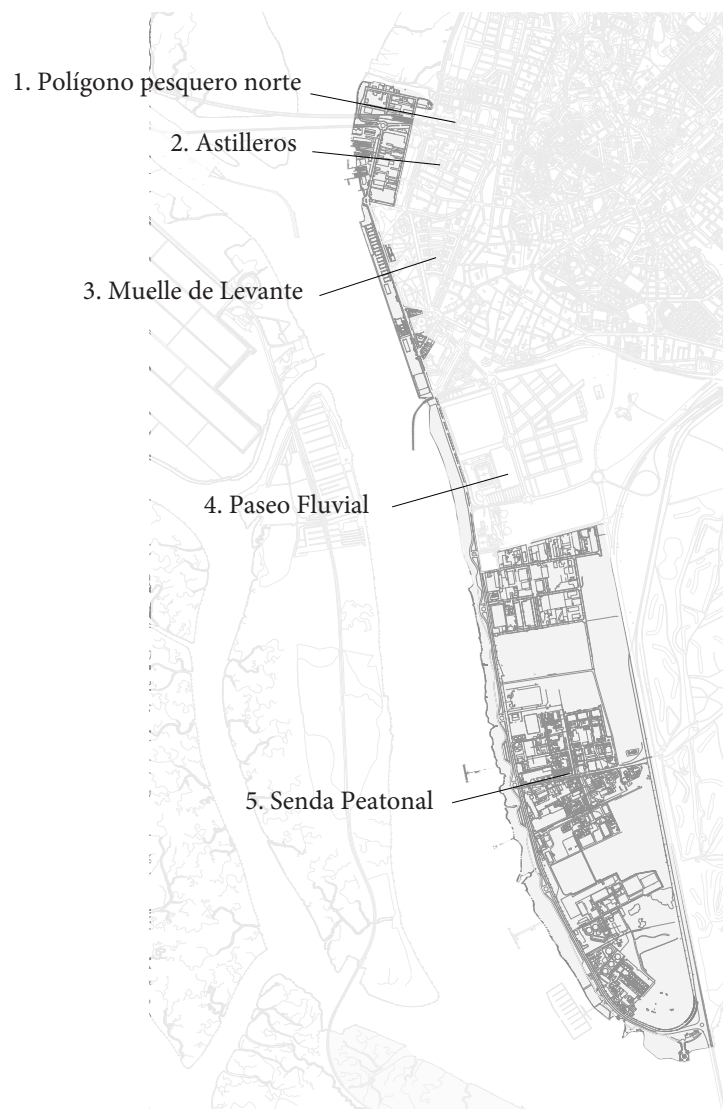 1. Polígono pesquero norte
2. Astilleros
3. Muelle de Levante
4. Paseo Fluvial
5. Senda Peatonal